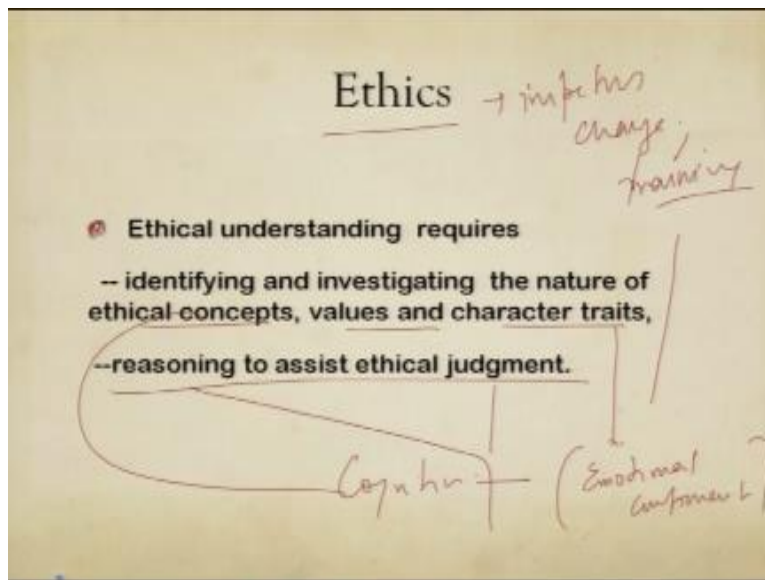 Ethics → impetus
change,
training
Ethical understanding requires
-- identifying and investigating the nature of
ethical concepts, values and character traits,
--reasoning to assist ethical judgment.
Cognitive (Emotional
component)